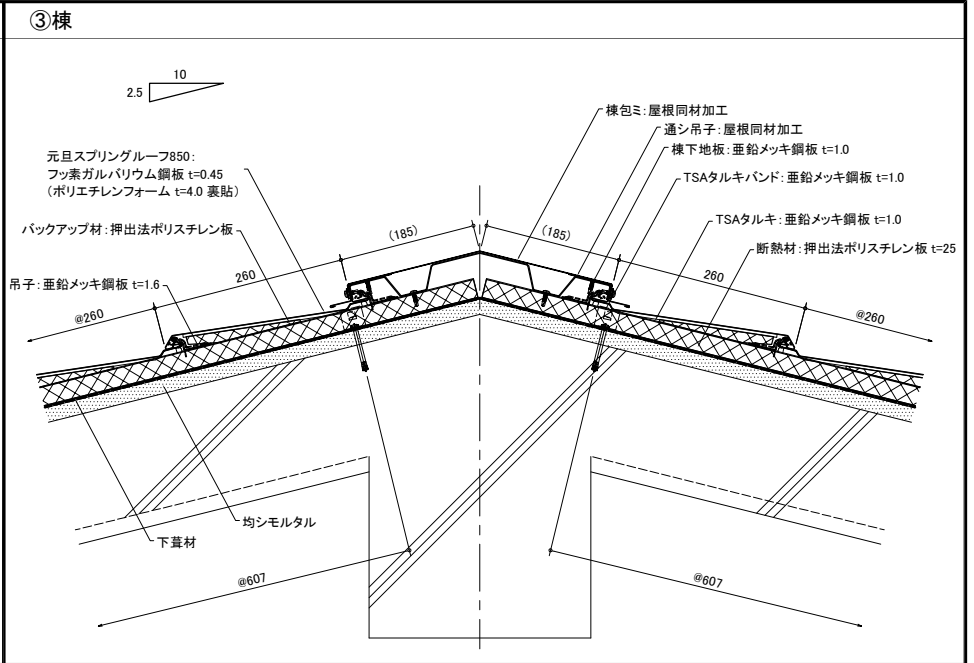 ③棟
10
2.5
棟包ミ：屋根同材加工
通シ吊子：屋根同材加工
棟下地板：亜鉛メッキ鋼板 t=1.0
TSAタルキバンド：亜鉛メッキ鋼板 t=1.0
TSAタルキ：亜鉛メッキ鋼板 t=1.0
断熱材：押出法ポリスチレン板 t=25
元旦スプリングルーフ850：
フッ素ガルバリウム鋼板 t=0.45
（ポリエチレンフォーム t=4.0 裏貼）
バックアップ材：押出法ポリスチレン板
吊子：亜鉛メッキ鋼板 t=1.6
(185)
(185)
260
260
@260
@260
均シモルタル
下葺材
@607
@607